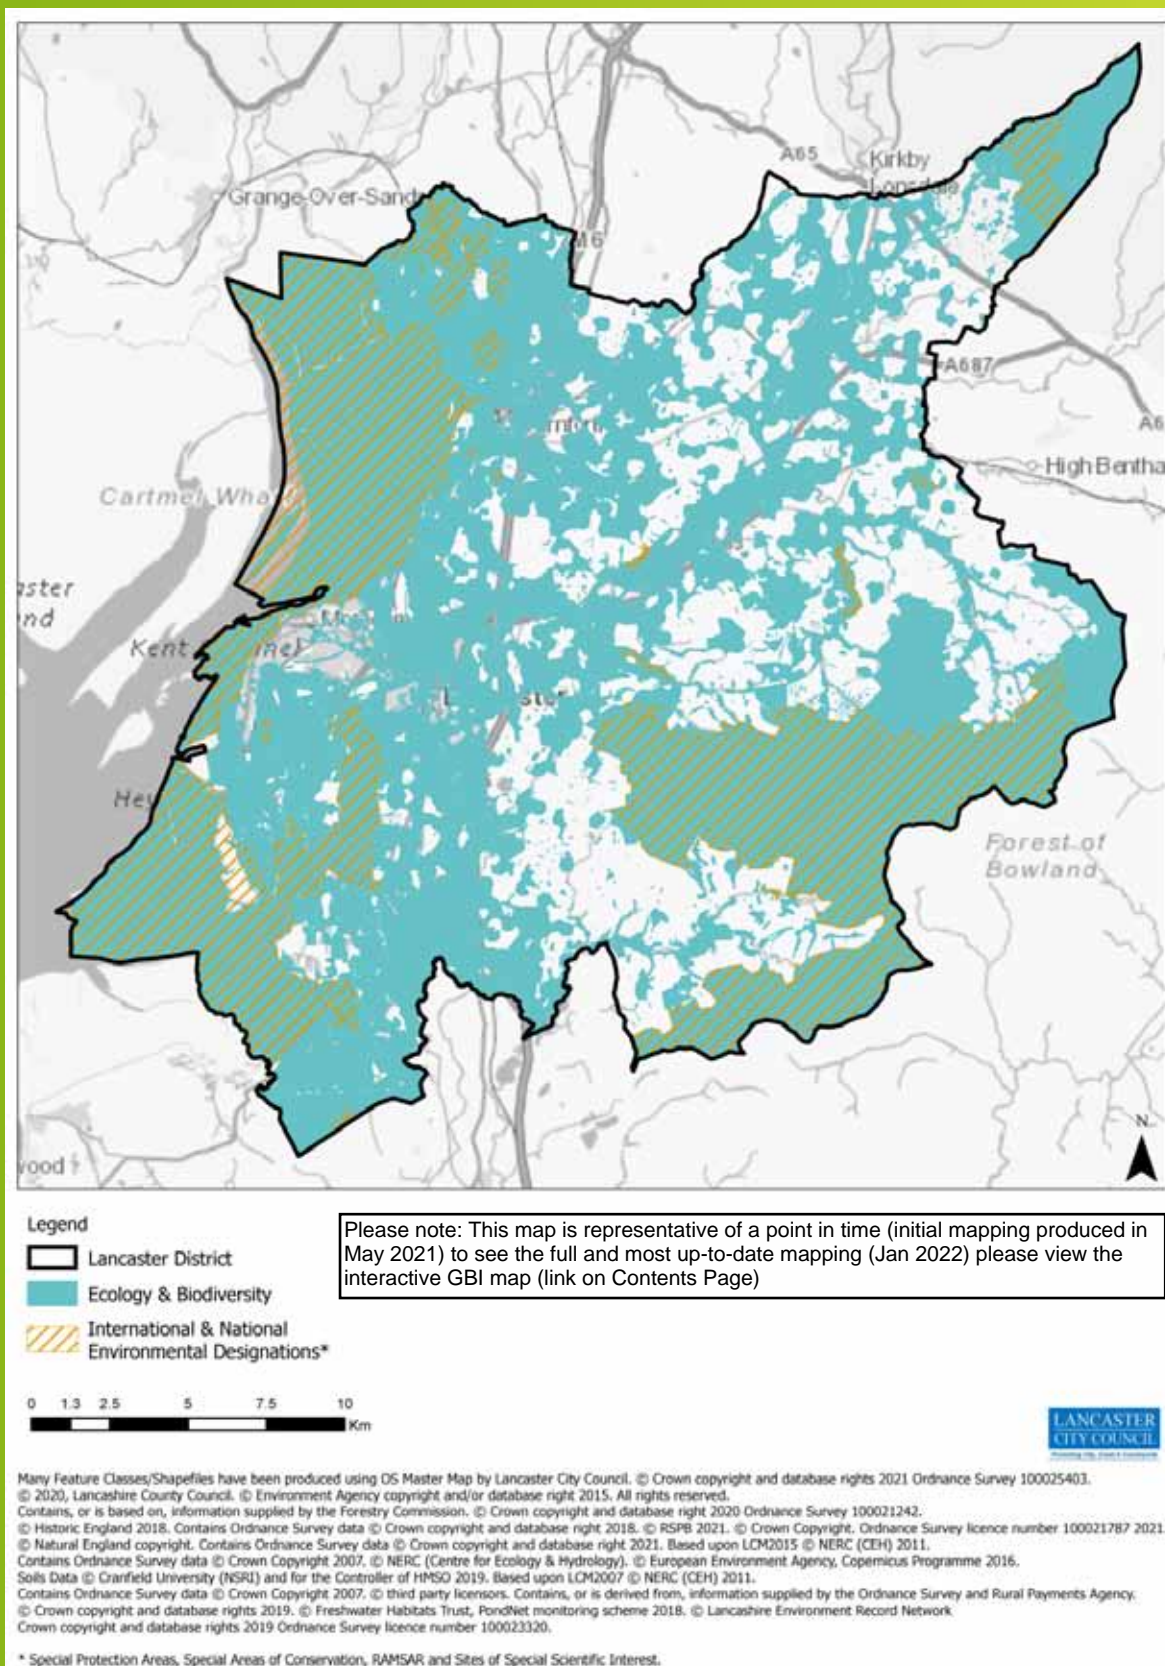 A65
Kirkby
Lonsdale
Grange-Over-Sand
M6
A687
A6
High Bentha
Cartmel Wha
aster
nd
Kent
nel
Hey
Forest of
Bowland
N
wood
Legend
Lancaster District
Ecology & Biodiversity
International & National
Environmental Designations*
Please note: This map is representative of a point in time (initial mapping produced in
May 2021) to see the full and most up-to-date mapping (Jan 2022) please view the
interactive GBI map (link on Contents Page)
0 1.3 2.5 5 7.5 10
Km
LANCASTER
CITY COUNCIL
Many Feature Classes/Shapefiles have been produced using OS Master Map by Lancaster City Council. © Crown copyright and database rights 2021 Ordnance Survey 100025403.
© 2020, Lancashire County Council. © Environment Agency copyright and/or database right 2015. All rights reserved.
Contains, or is based on, information supplied by the Forestry Commission. © Crown copyright and database right 2020 Ordnance Survey 100021242.
© Historic England 2018. Contains Ordnance Survey data © Crown copyright and database right 2018. © RSPB 2021. © Crown Copyright. Ordnance Survey licence number 100021787 2021.
© Natural England copyright. Contains Ordnance Survey data © Crown copyright and database right 2021. Based upon LCM2015 © NERC (CEH) 2011.
Contains Ordnance Survey data © Crown Copyright 2007. © NERC (Centre for Ecology & Hydrology). © European Environment Agency, Copernicus Programme 2016.
Soils Data © Cranfield University (NSRI) and for the Controller of HMSO 2019. Based upon LCM2007 © NERC (CEH) 2011.
Contains Ordnance Survey data © Crown Copyright 2007. © third party licensors. Contains, or is derived from, information supplied by the Ordnance Survey and Rural Payments Agency.
© Crown copyright and database rights 2019. © Freshwater Habitats Trust, PondNet monitoring scheme 2018. © Lancashire Environment Record Network
Crown copyright and database rights 2019 Ordnance Survey licence number 100023320.
* Special Protection Areas, Special Areas of Conservation, RAMSAR and Sites of Special Scientific Interest.